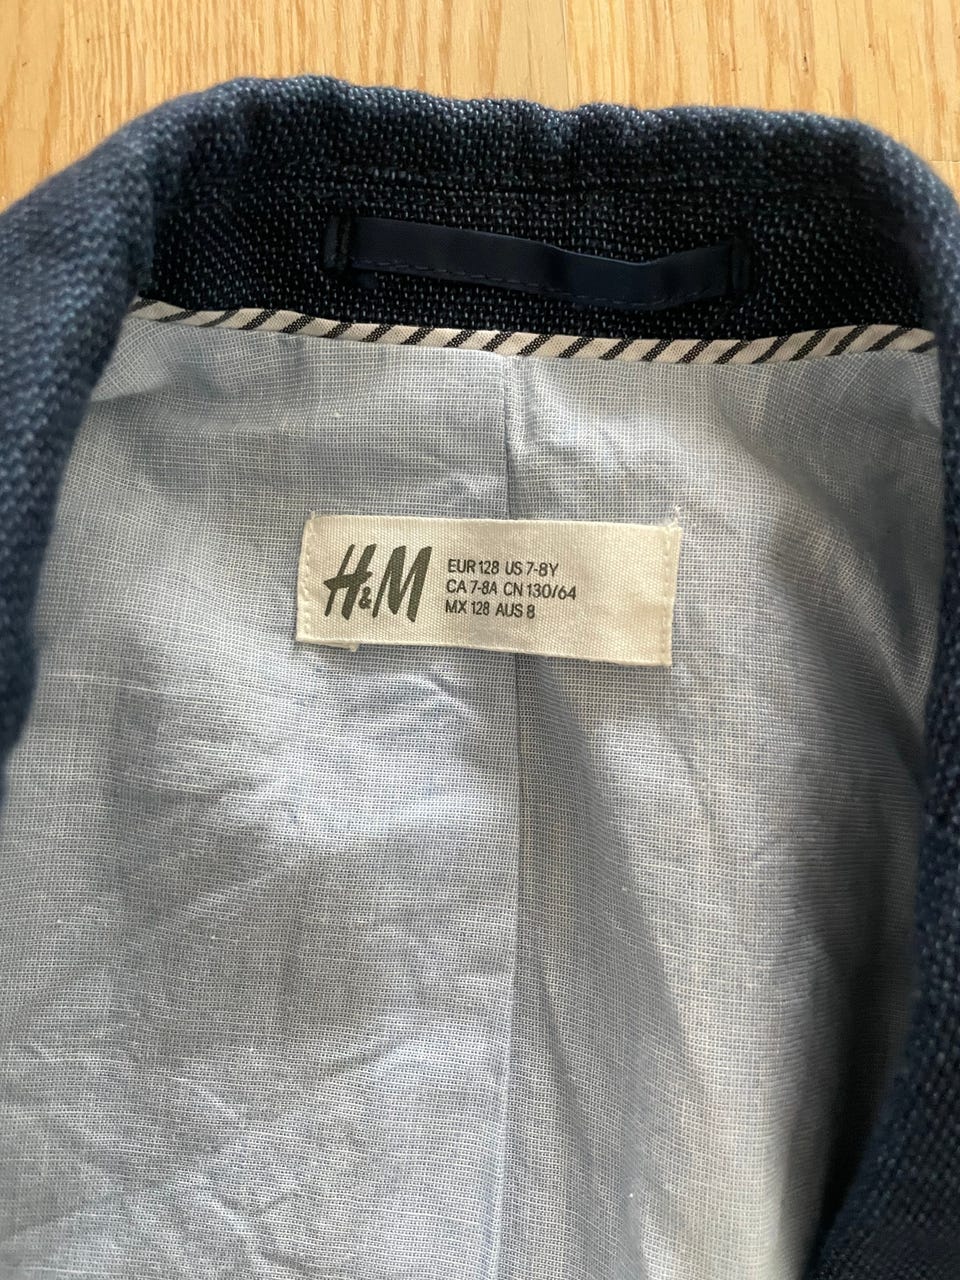 H&M
EUR 128 US 7-8Y
CA 7-8A CN 130/64
MX 128 AUS 8